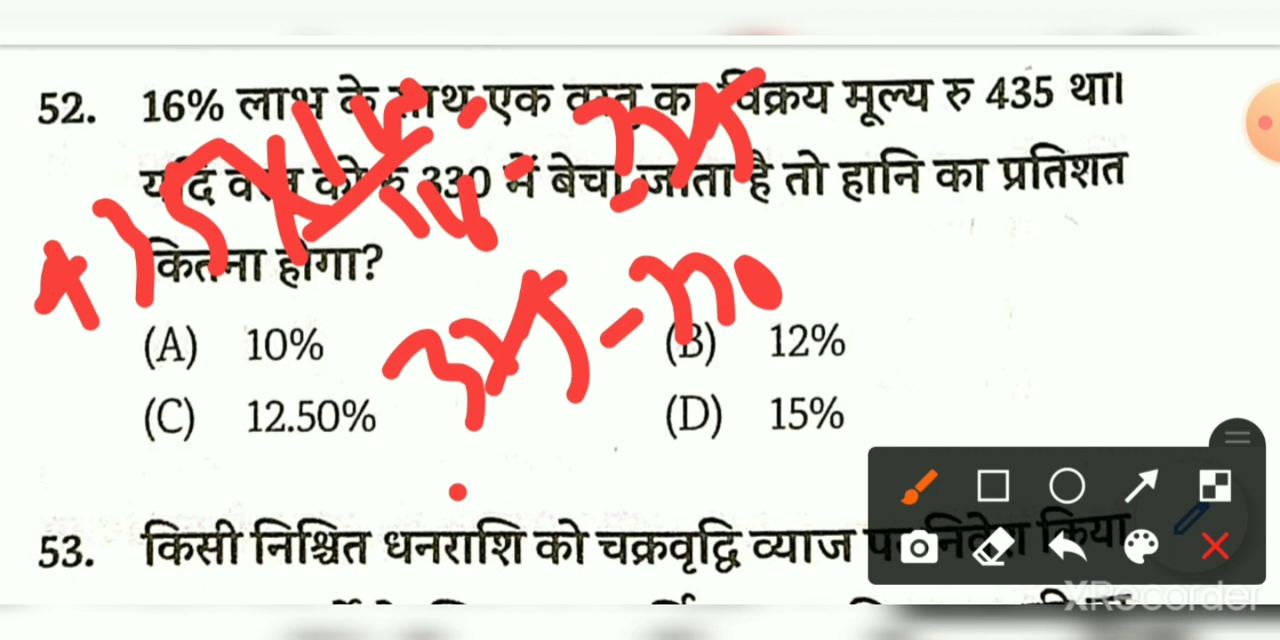 52. 16% लाभ के साथ एक वस्तु का विक्रय मूल्य रु 435 था।
यदि वस्तु को रु 330 में बेचा जाता है तो हानि का प्रतिशत
कितना होगा?
(A) 10% (B) 12%
(C) 12.50% (D) 15%
53. किसी निश्चित धनराशि को चक्रवृद्धि ब्याज पर निवेश किया
XRecorder